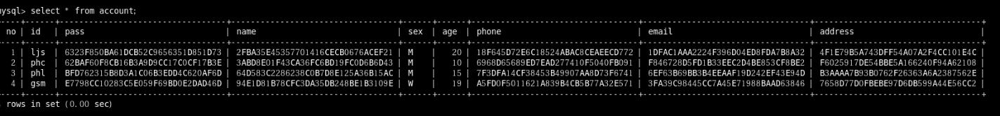 mysql> select * from account;
no | id | pass | name | sex | age | phone | email | address |
1 | ljs | 6323F850BA61DCB52C9656351D851D73 | 2FBA35E45357701416CECB0676ACEF21 | M | 20 | 18F645D72E6C18524ABAC8CEAEECD772 | 1DFAC1AAA2224F396D04ED8FDA7B8A32 | 4F1E79B5A743DFF54A07A2F4CC101E4C |
2 | phc | 62BAF60F8CB16B3A9D9CC17C0CF17B3E | 3ABD8E01F43CA36FC6BD19FC0D6B6D43 | M | 10 | 6968D65689ED7EAD277410F5040FB091 | F846728D5FD1B33EEC2D4BE853CF8BE2 | F6025917DE54BBE5A166240F94A62108 |
3 | phl | BFD762315B8D3A1C06B3EDD4C620AF6D | 64D583C2286238C0B7D8E125A36B15AC | M | 15 | 7F3DFA14CF38453B49907AA8D73F6741 | 6EF63B69BB3B4EEAAF19D242EF43E94D | B3AAAA7B93B0762F26363A6A2387562E |
4 | gsm | E7798CC10283C5E059F69BD0E2DAD46D | 94E1D81B78CFC3DA35DB248BE1B3109E | W | 19 | A5FD0F5011621A839B4CB5B77A32E571 | 3FA39C98445CC7A45E71988BAAD63846 | 7658D77D0FBEBE97D6DB599A44E56CC2 |
rows in set (0.00 sec)